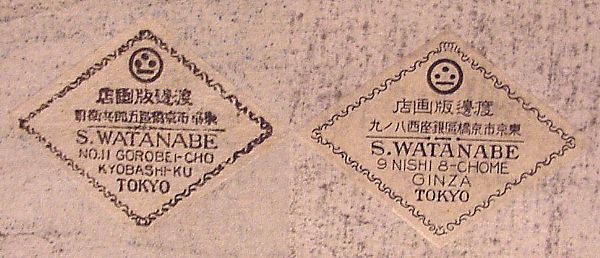 渡邊版画店
東京市京橋區五郎兵衛町
S. WATANABE
NO.11 GOROBEI-CHO
KYOBASHI-KU
TOKYO
渡邊版画店
東京市京橋區銀座西八ノ九
S. WATANABE
9 NISHI 8-CHOME
GINZA
TOKYO